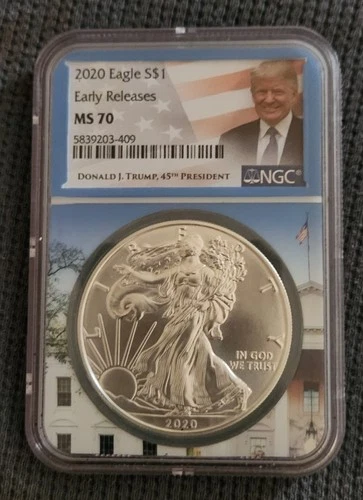 2020 Eagle S$1
Early Releases
MS 70
5839203-409
DONALD J. TRUMP, 45TH PRESIDENT
NGC
LIBERTY
IN GOD
WE TRUST
2020